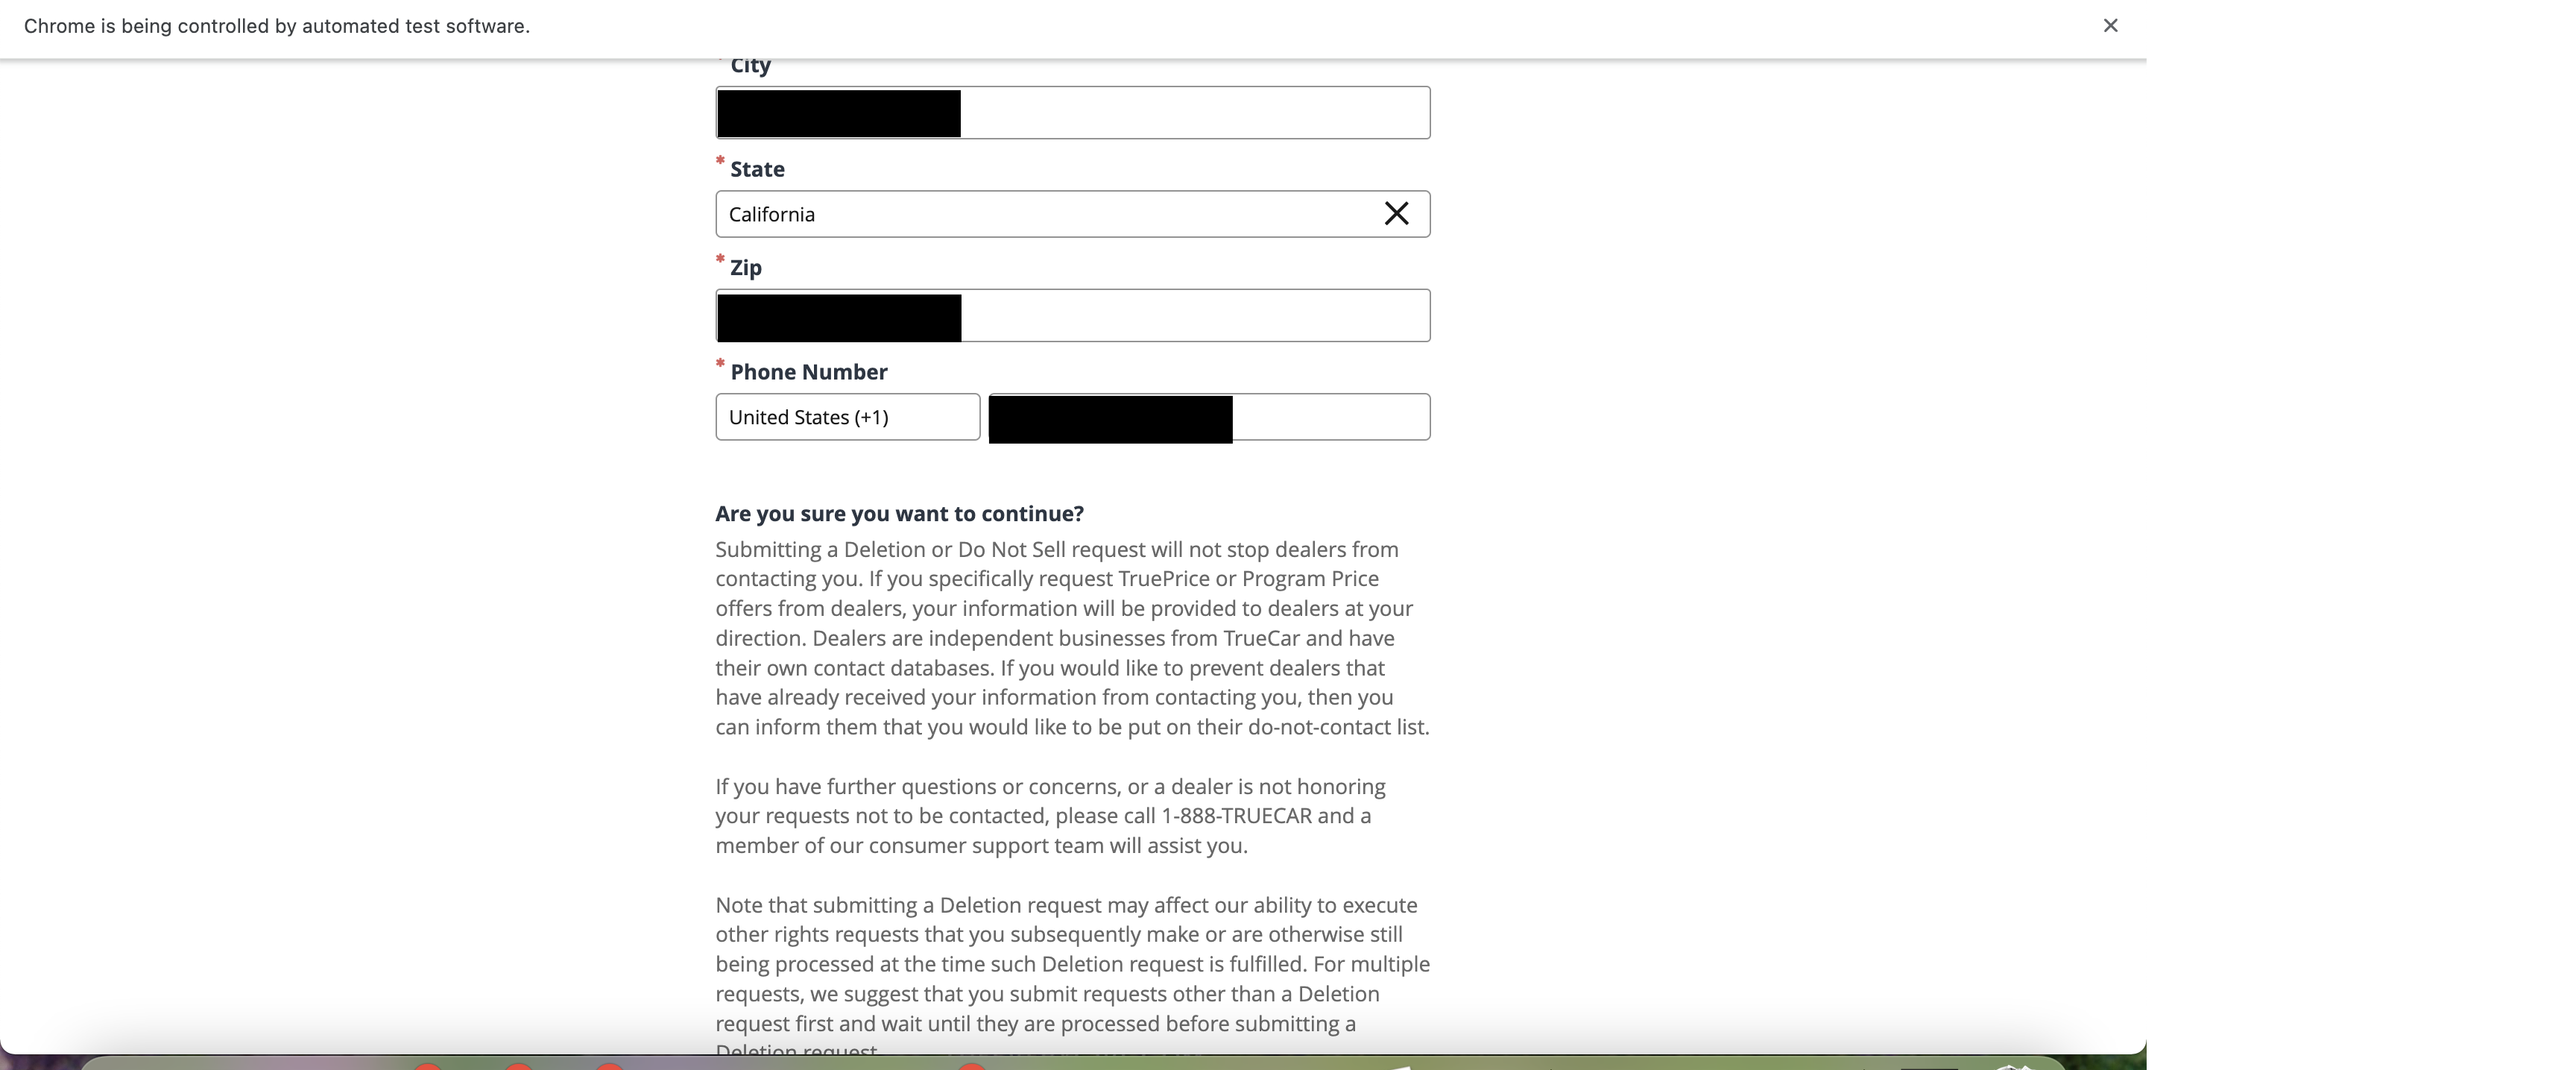 Chrome is being controlled by automated test software.
* City
* State
California
* Zip
* Phone Number
United States (+1)
Are you sure you want to continue?
Submitting a Deletion or Do Not Sell request will not stop dealers from
contacting you. If you specifically request TruePrice or Program Price
offers from dealers, your information will be provided to dealers at your
direction. Dealers are independent businesses from TrueCar and have
their own contact databases. If you would like to prevent dealers that
have already received your information from contacting you, then you
can inform them that you would like to be put on their do-not-contact list.
If you have further questions or concerns, or a dealer is not honoring
your requests not to be contacted, please call 1-888-TRUECAR and a
member of our consumer support team will assist you.
Note that submitting a Deletion request may affect our ability to execute
other rights requests that you subsequently make or are otherwise still
being processed at the time such Deletion request is fulfilled. For multiple
requests, we suggest that you submit requests other than a Deletion
request first and wait until they are processed before submitting a
Deletion request.